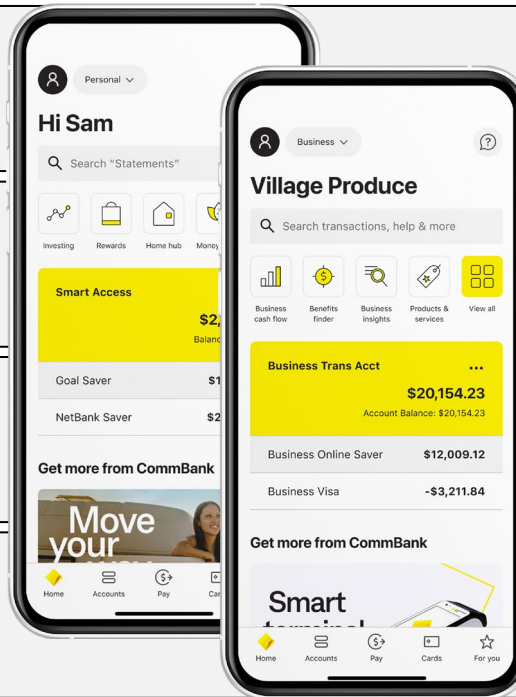 Personal
Hi Sam
Search "Statements"
Investing
Rewards
Home hub
Money
Smart Access
$2,
Balanc
Goal Saver
$1
NetBank Saver
$2
Get more from CommBank
Move
your
Home
Accounts
Pay
Car
Business
Village Produce
Search transactions, help & more
Business
cash flow
Benefits
finder
Business
insights
Products &
services
View all
Business Trans Acct
$20,154.23
Account Balance: $20,154.23
Business Online Saver
$12,009.12
Business Visa
-$3,211.84
Get more from CommBank
Smart
terminal
Home
Accounts
Pay
Cards
For you